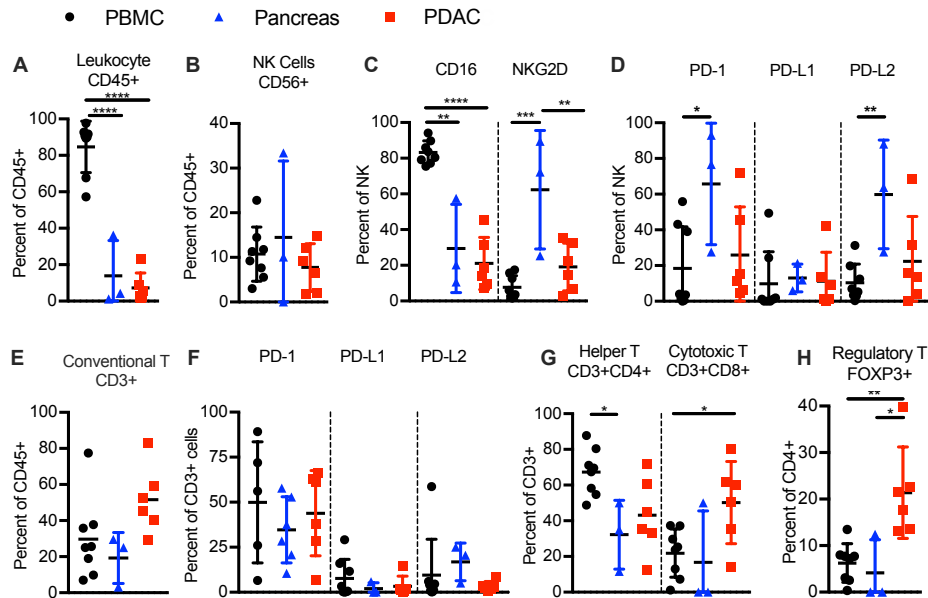 PBMC Pancreas PDAC
A Leukocyte CD45+
**** ****
Percent of CD45+
100 80 60 40 20 0
B NK Cells CD56+
Percent of CD45+
40 30 20 10 0
C CD16 NKG2D
**** ** *** **
Percent of NK
100 80 60 40 20 0
D PD-1 PD-L1 PD-L2
* **
Percent of NK
100 80 60 40 20 0
E Conventional T CD3+
Percent of CD45+
100 80 60 40 20 0
F PD-1 PD-L1 PD-L2
Percent of CD3+ cells
100 75 50 25 0
G Helper T CD3+CD4+ Cytotoxic T CD3+CD8+
* *
Percent of CD3+
100 80 60 40 20 0
H Regulatory T FOXP3+
** *
Percent of CD4+
40 30 20 10 0